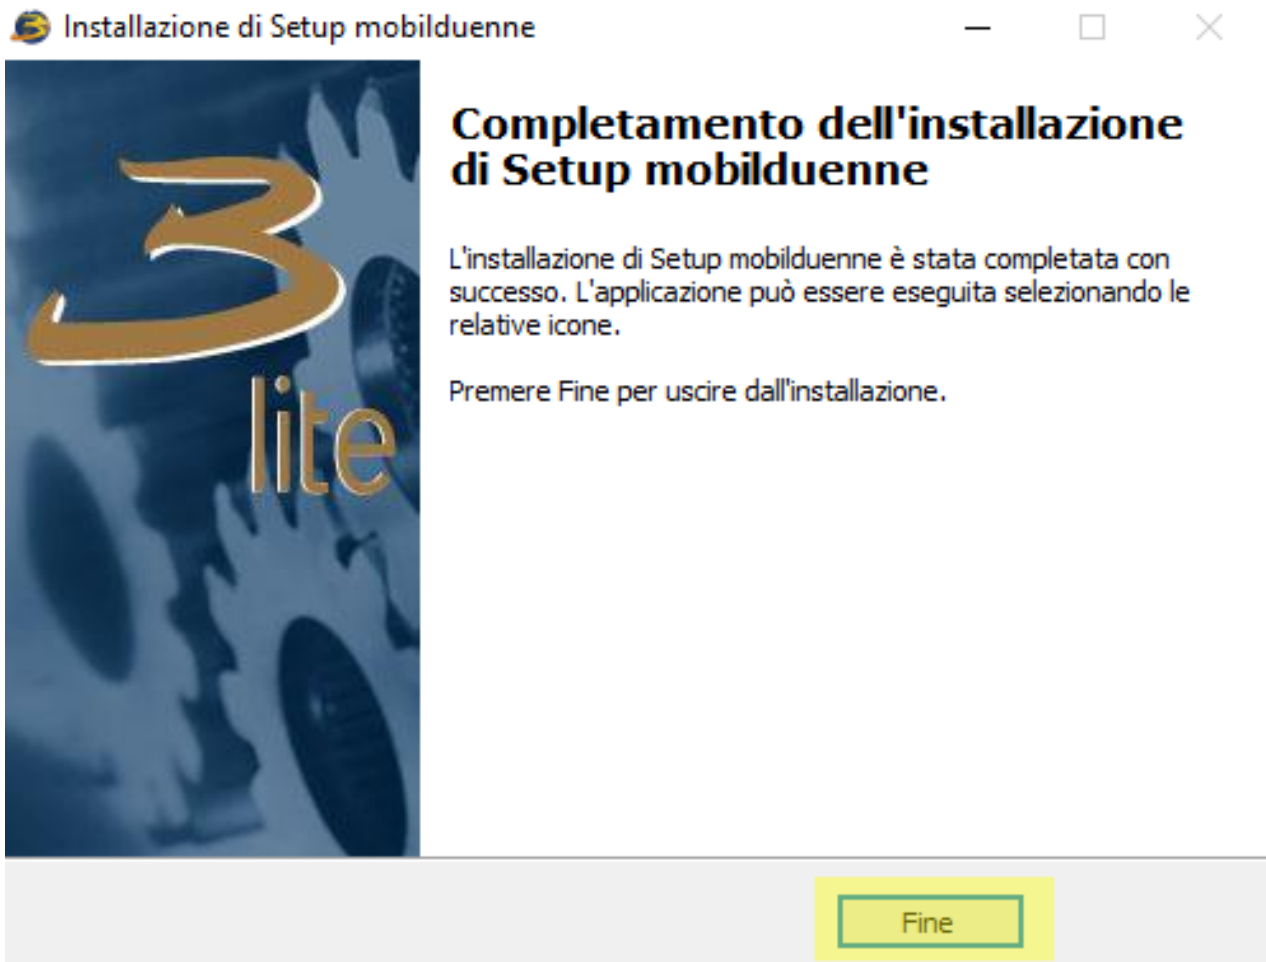 Installazione di Setup mobilduenne
3
lite
Completamento dell'installazione
di Setup mobilduenne
L'installazione di Setup mobilduenne è stata completata con
successo. L'applicazione può essere eseguita selezionando le
relative icone.
Premere Fine per uscire dall'installazione.
Fine